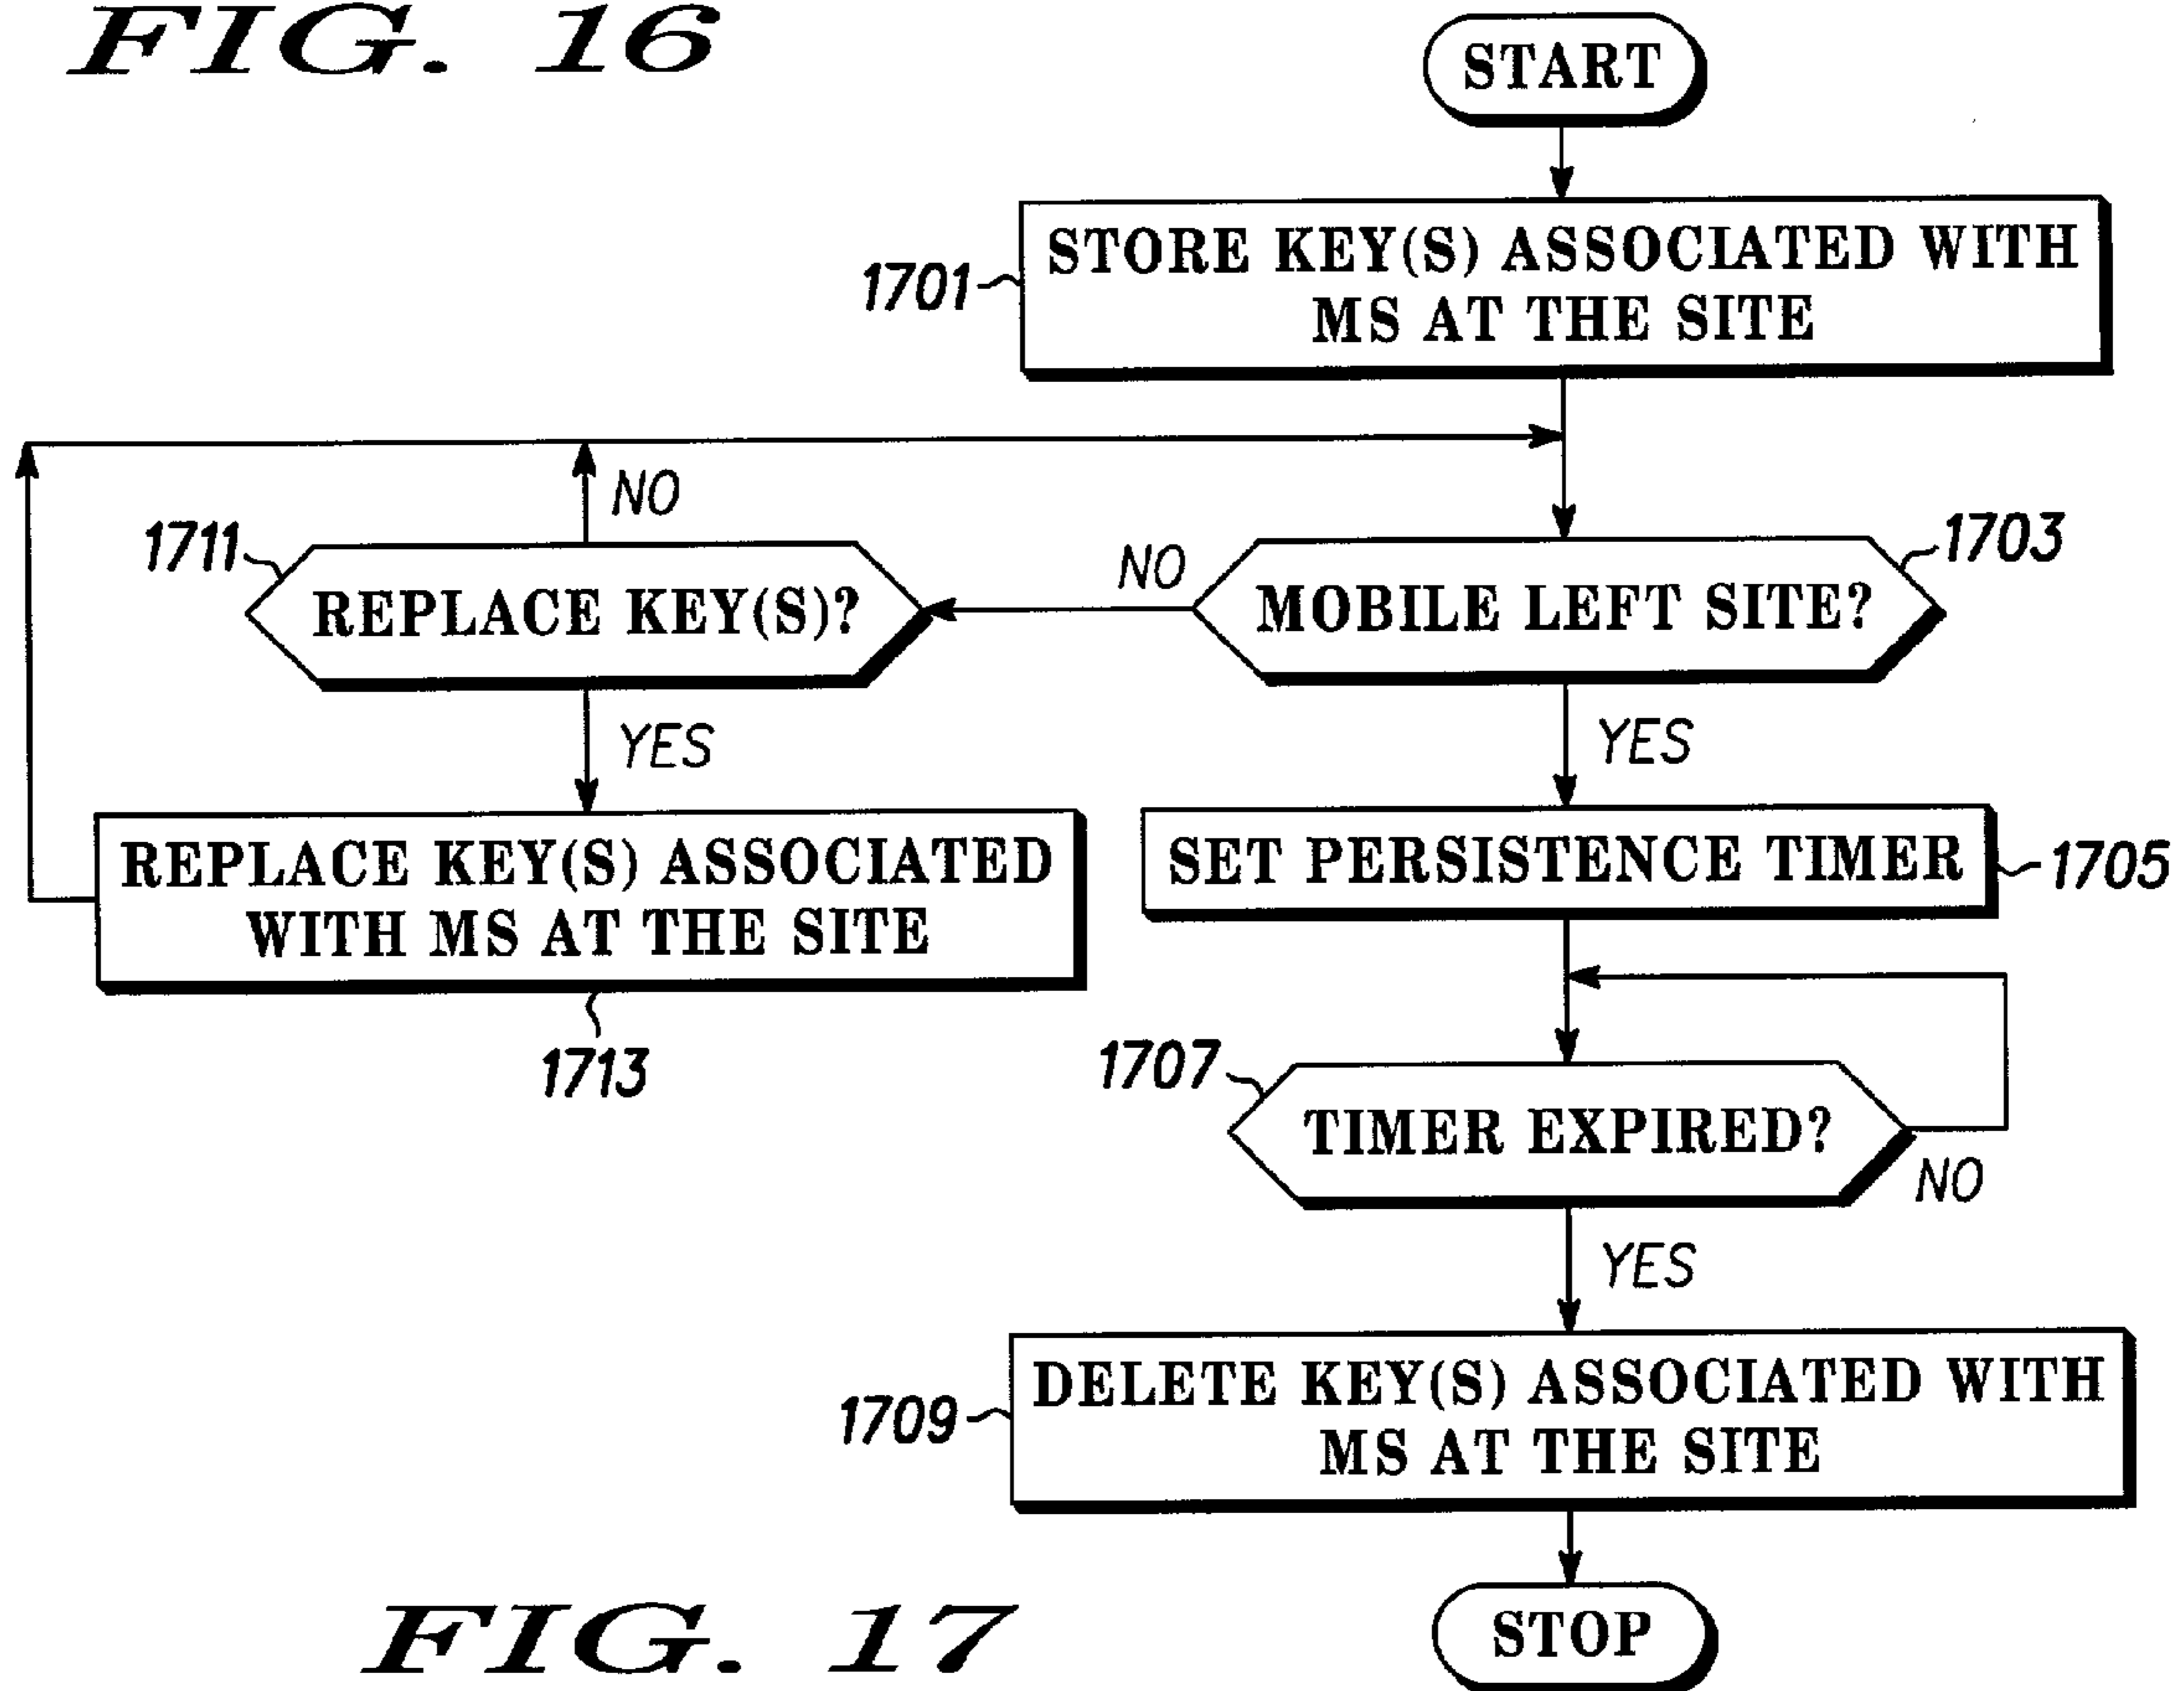 FIG. 16
START
1701
STORE KEY(S) ASSOCIATED WITH
MS AT THE SITE
NO
1711
REPLACE KEY(S)?
NO
MOBILE LEFT SITE?
1703
YES
YES
REPLACE KEY(S) ASSOCIATED
WITH MS AT THE SITE
1713
SET PERSISTENCE TIMER
1705
1707
TIMER EXPIRED?
NO
YES
1709
DELETE KEY(S) ASSOCIATED WITH
MS AT THE SITE
STOP
FIG. 17